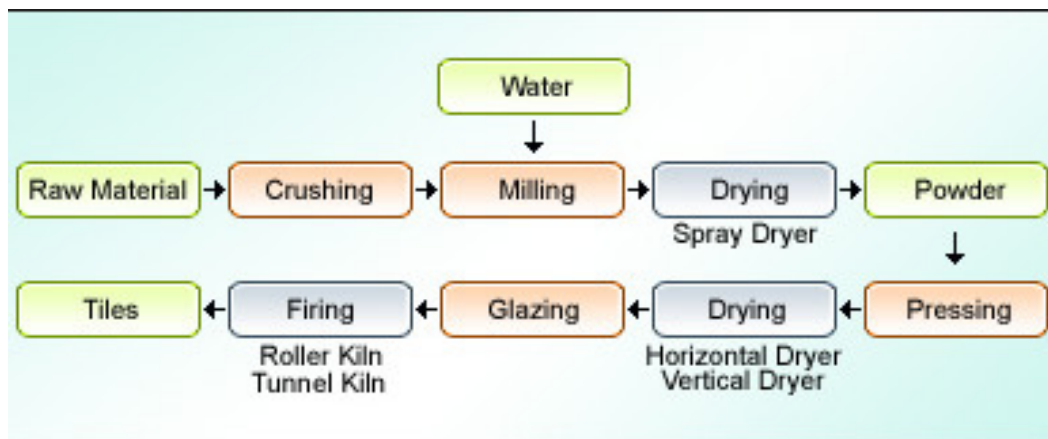 Water
Raw Material
Crushing
Milling
Drying
Powder
Spray Dryer
Tiles
Firing
Glazing
Drying
Pressing
Roller Kiln
Tunnel Kiln
Horizontal Dryer
Vertical Dryer